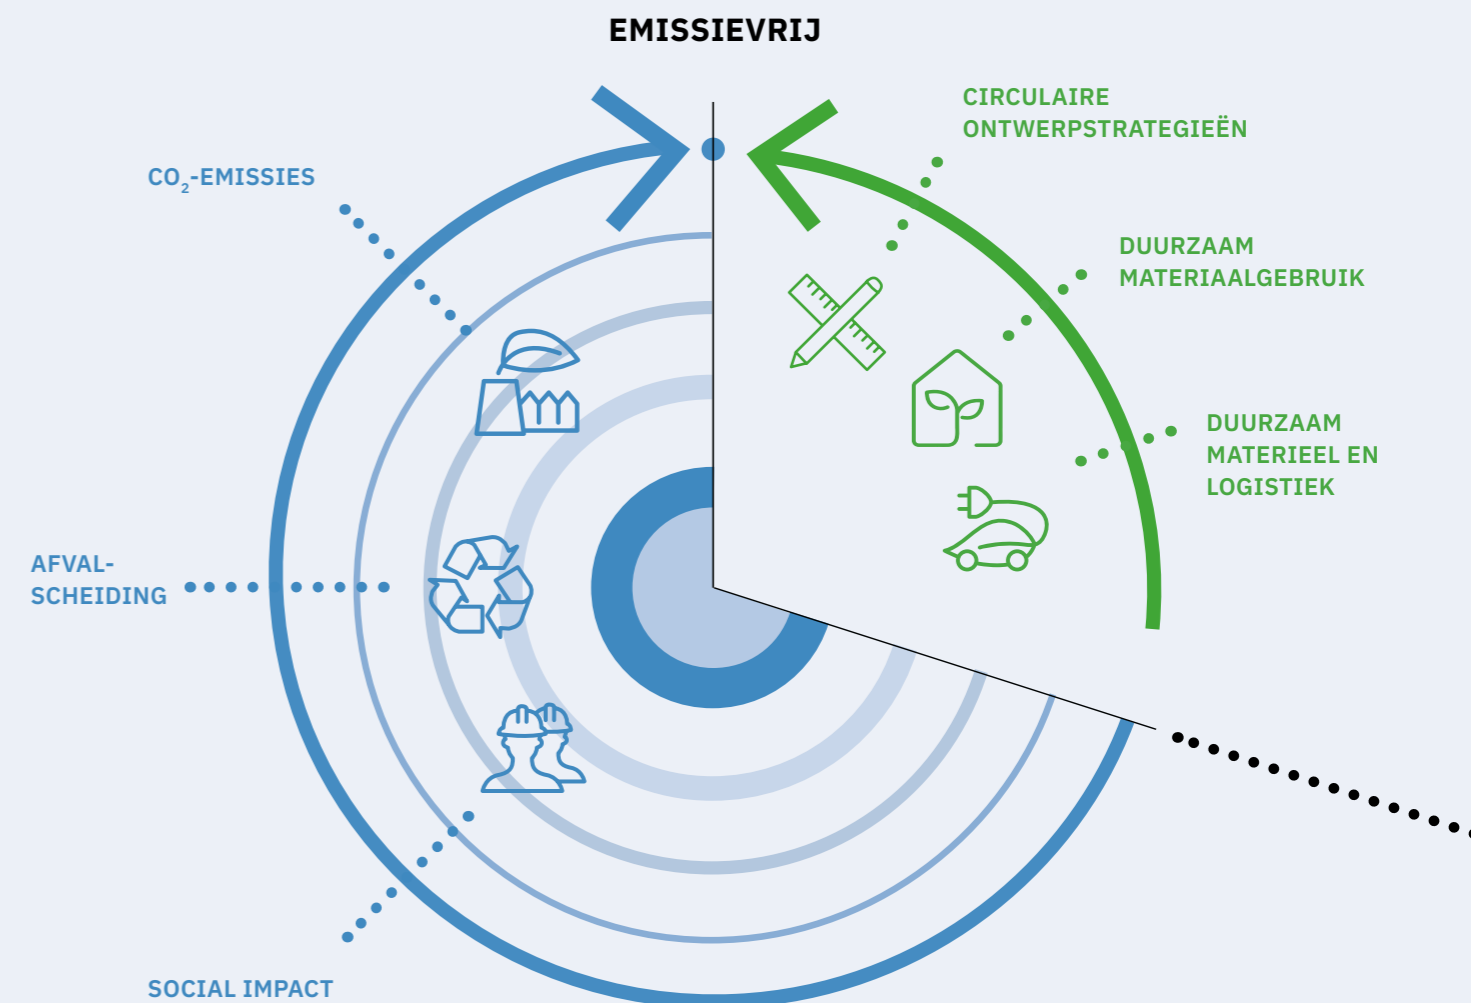 EMISSIEVRIJ
CIRCULAIRE
ONTWERPSTRATEGIEËN
CO₂-EMISSIES
DUURZAAM
MATERIAALGEBRUIK
DUURZAAM
MATERIEEL EN
LOGISTIEK
AFVAL-
SCHEIDING
SOCIAL IMPACT